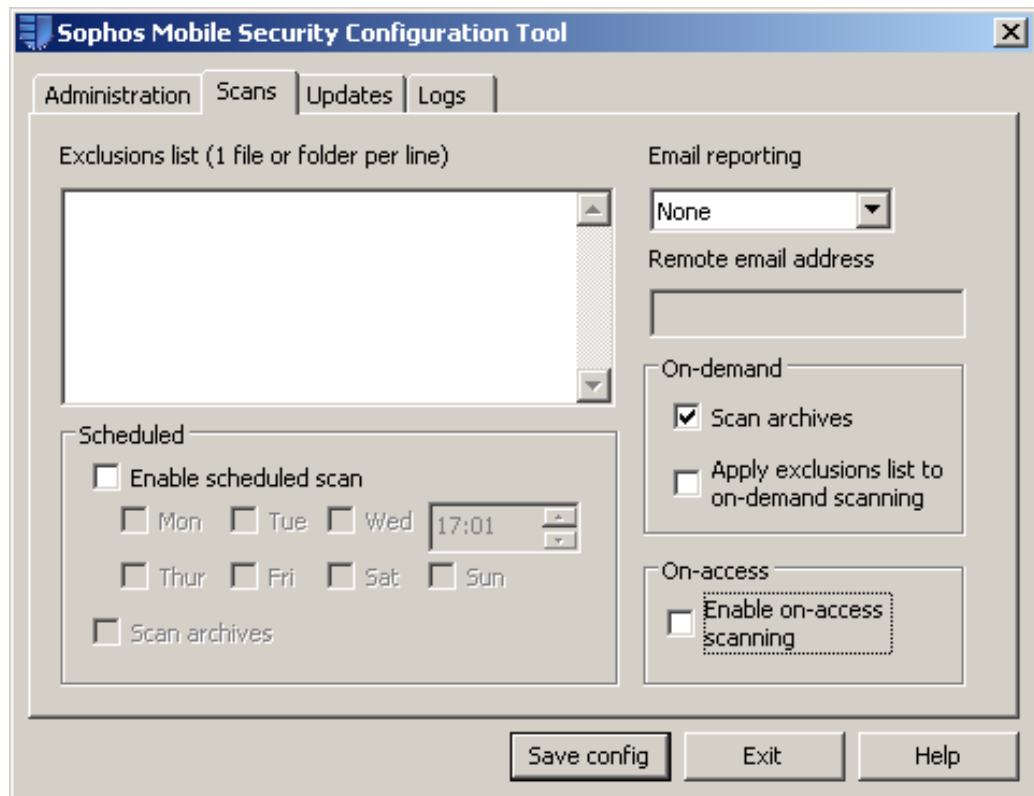 Sophos Mobile Security Configuration Tool
Administration
Scans
Updates
Logs
Exclusions list (1 file or folder per line)
Email reporting
None
Remote email address
On-demand
Scan archives
Apply exclusions list to
on-demand scanning
Scheduled
Enable scheduled scan
Mon Tue Wed 17:01
Thur Fri Sat Sun
Scan archives
On-access
Enable on-access
scanning
Save config Exit Help